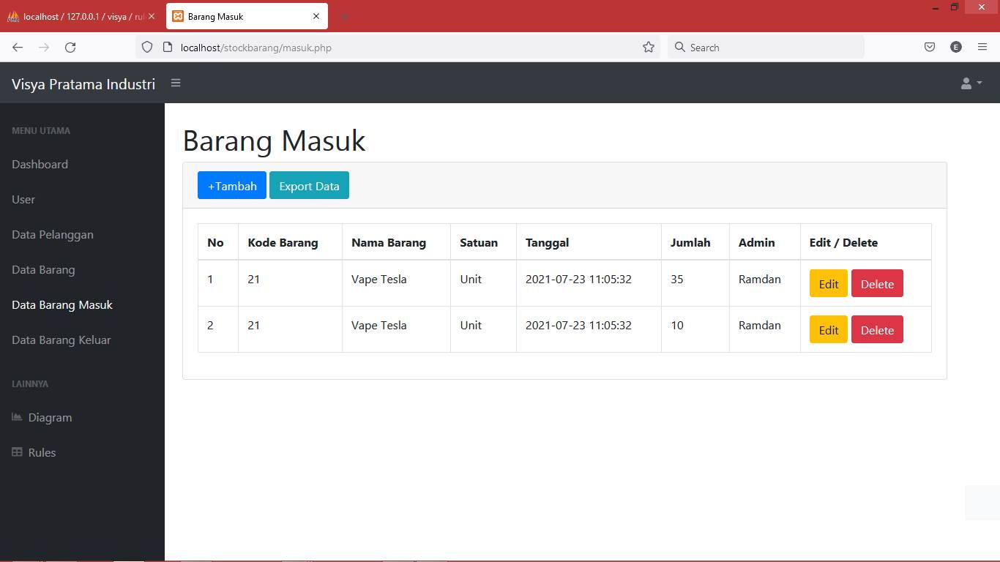 localhost / 127.0.0.1 / visya / rul
Barang Masuk
localhost/stockbarang/masuk.php
Search
E
Visya Pratama Industri
MENU UTAMA
Dashboard
User
Data Pelanggan
Data Barang
Data Barang Masuk
Data Barang Keluar
LAINNYA
Diagram
Rules
Barang Masuk
+Tambah Export Data
No Kode Barang Nama Barang Satuan Tanggal Jumlah Admin Edit / Delete
1 21 Vape Tesla Unit 2021-07-23 11:05:32 35 Ramdan Edit Delete
2 21 Vape Tesla Unit 2021-07-23 11:05:32 10 Ramdan Edit Delete